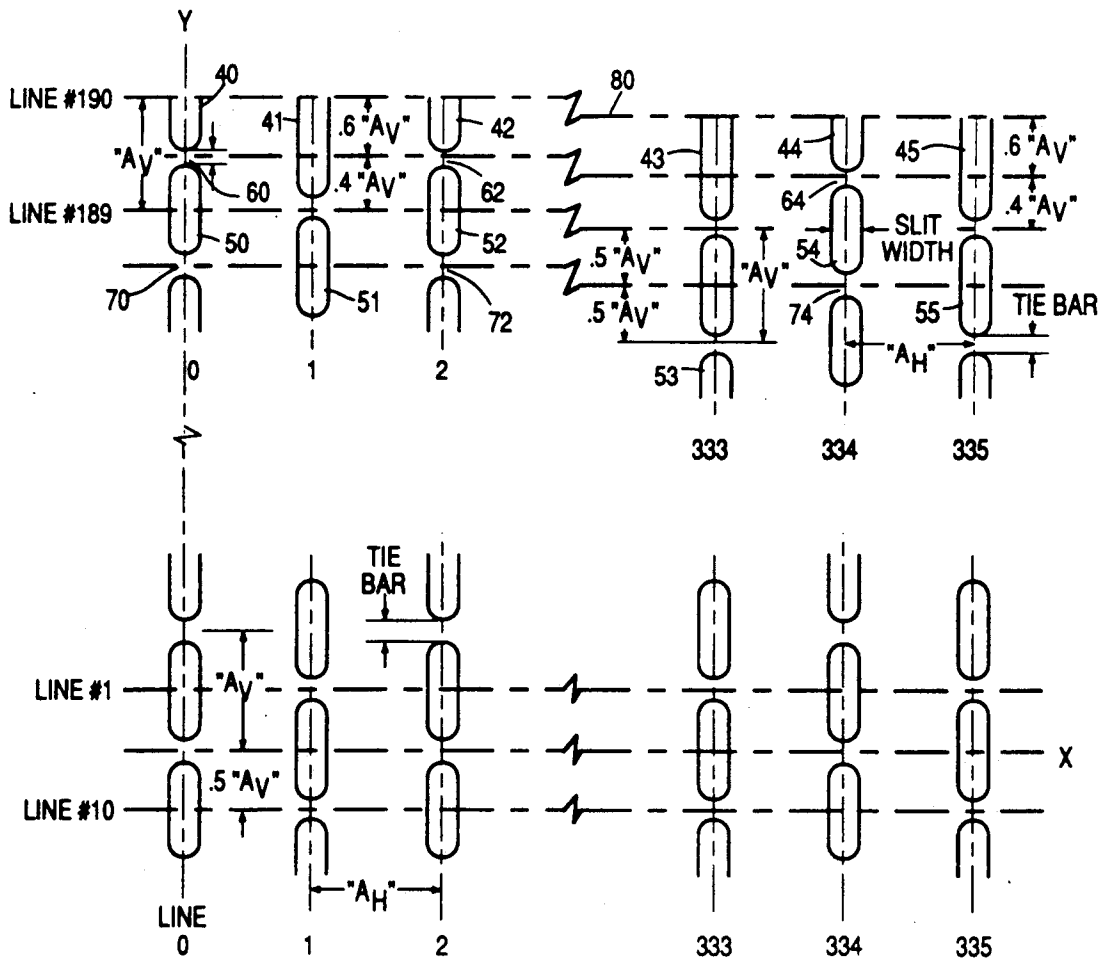 Y
40
80
LINE #190
41
.6 "AV"
42
43
44
45
.6 "AV"
"AV"
60
.4 "AV"
62
64
.4 "AV"
LINE #189
50
52
SLIT
WIDTH
.5 "AV"
"AV"
54
70
51
72
.5 "AV"
74
55
TIE BAR
"AH"
53
0
1
2
333
334
335
TIE
BAR
"AV"
LINE #1
X
.5 "AV"
LINE #10
"AH"
LINE
0
1
2
333
334
335